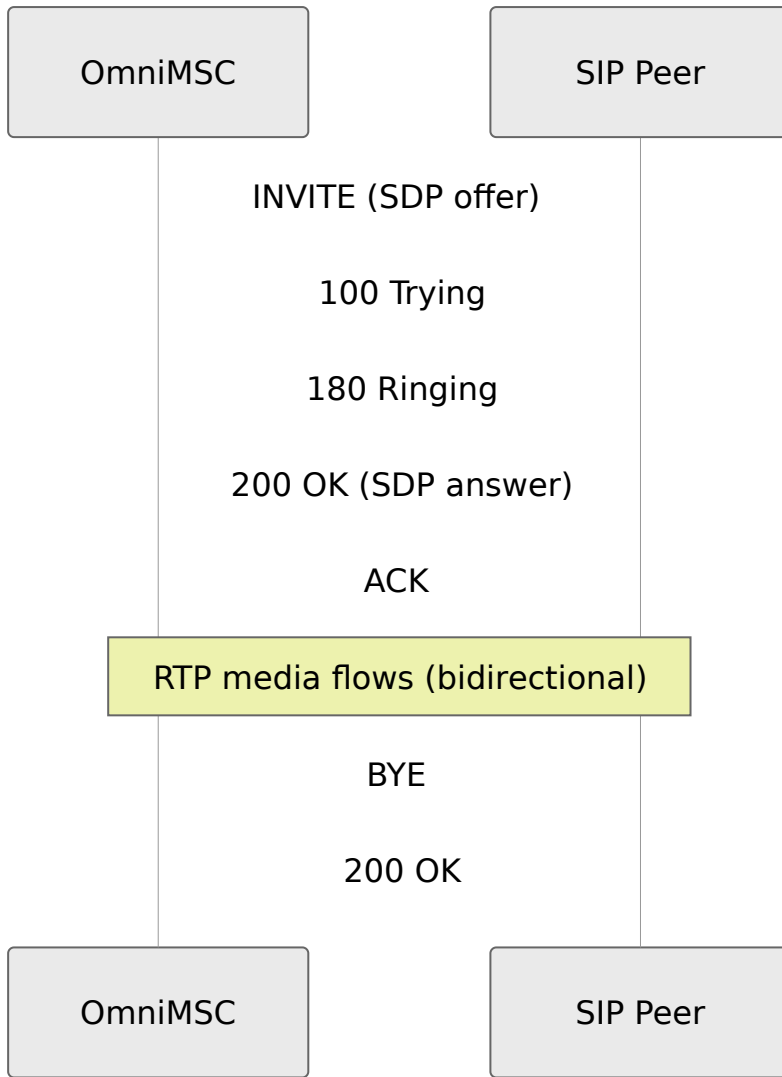 OmniMSC
SIP Peer
INVITE (SDP offer)
100 Trying
180 Ringing
200 OK (SDP answer)
ACK
RTP media flows (bidirectional)
BYE
200 OK
OmniMSC
SIP Peer